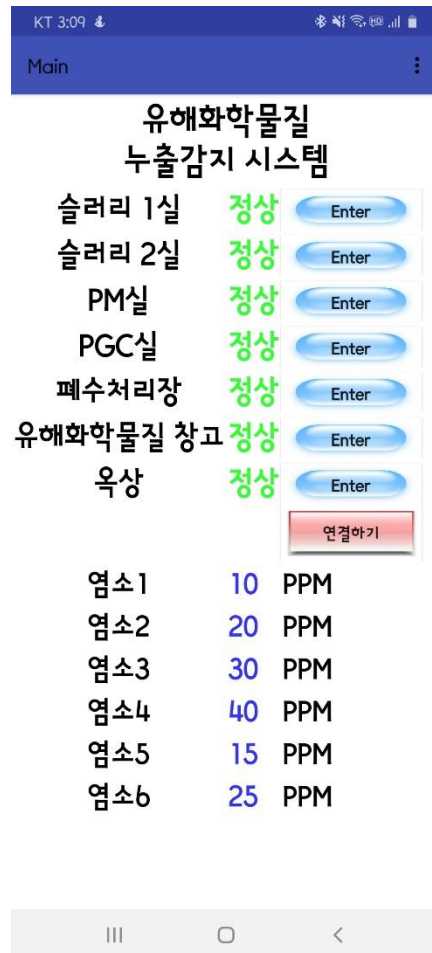 KT 3:09
Main
유해화학물질
누출감지 시스템
슬러리 1실 정상 Enter
슬러리 2실 정상 Enter
PM실 정상 Enter
PGC실 정상 Enter
폐수처리장 정상 Enter
유해화학물질 창고 정상 Enter
옥상 정상 Enter
연결하기
염소1 10 PPM
염소2 20 PPM
염소3 30 PPM
염소4 40 PPM
염소5 15 PPM
염소6 25 PPM